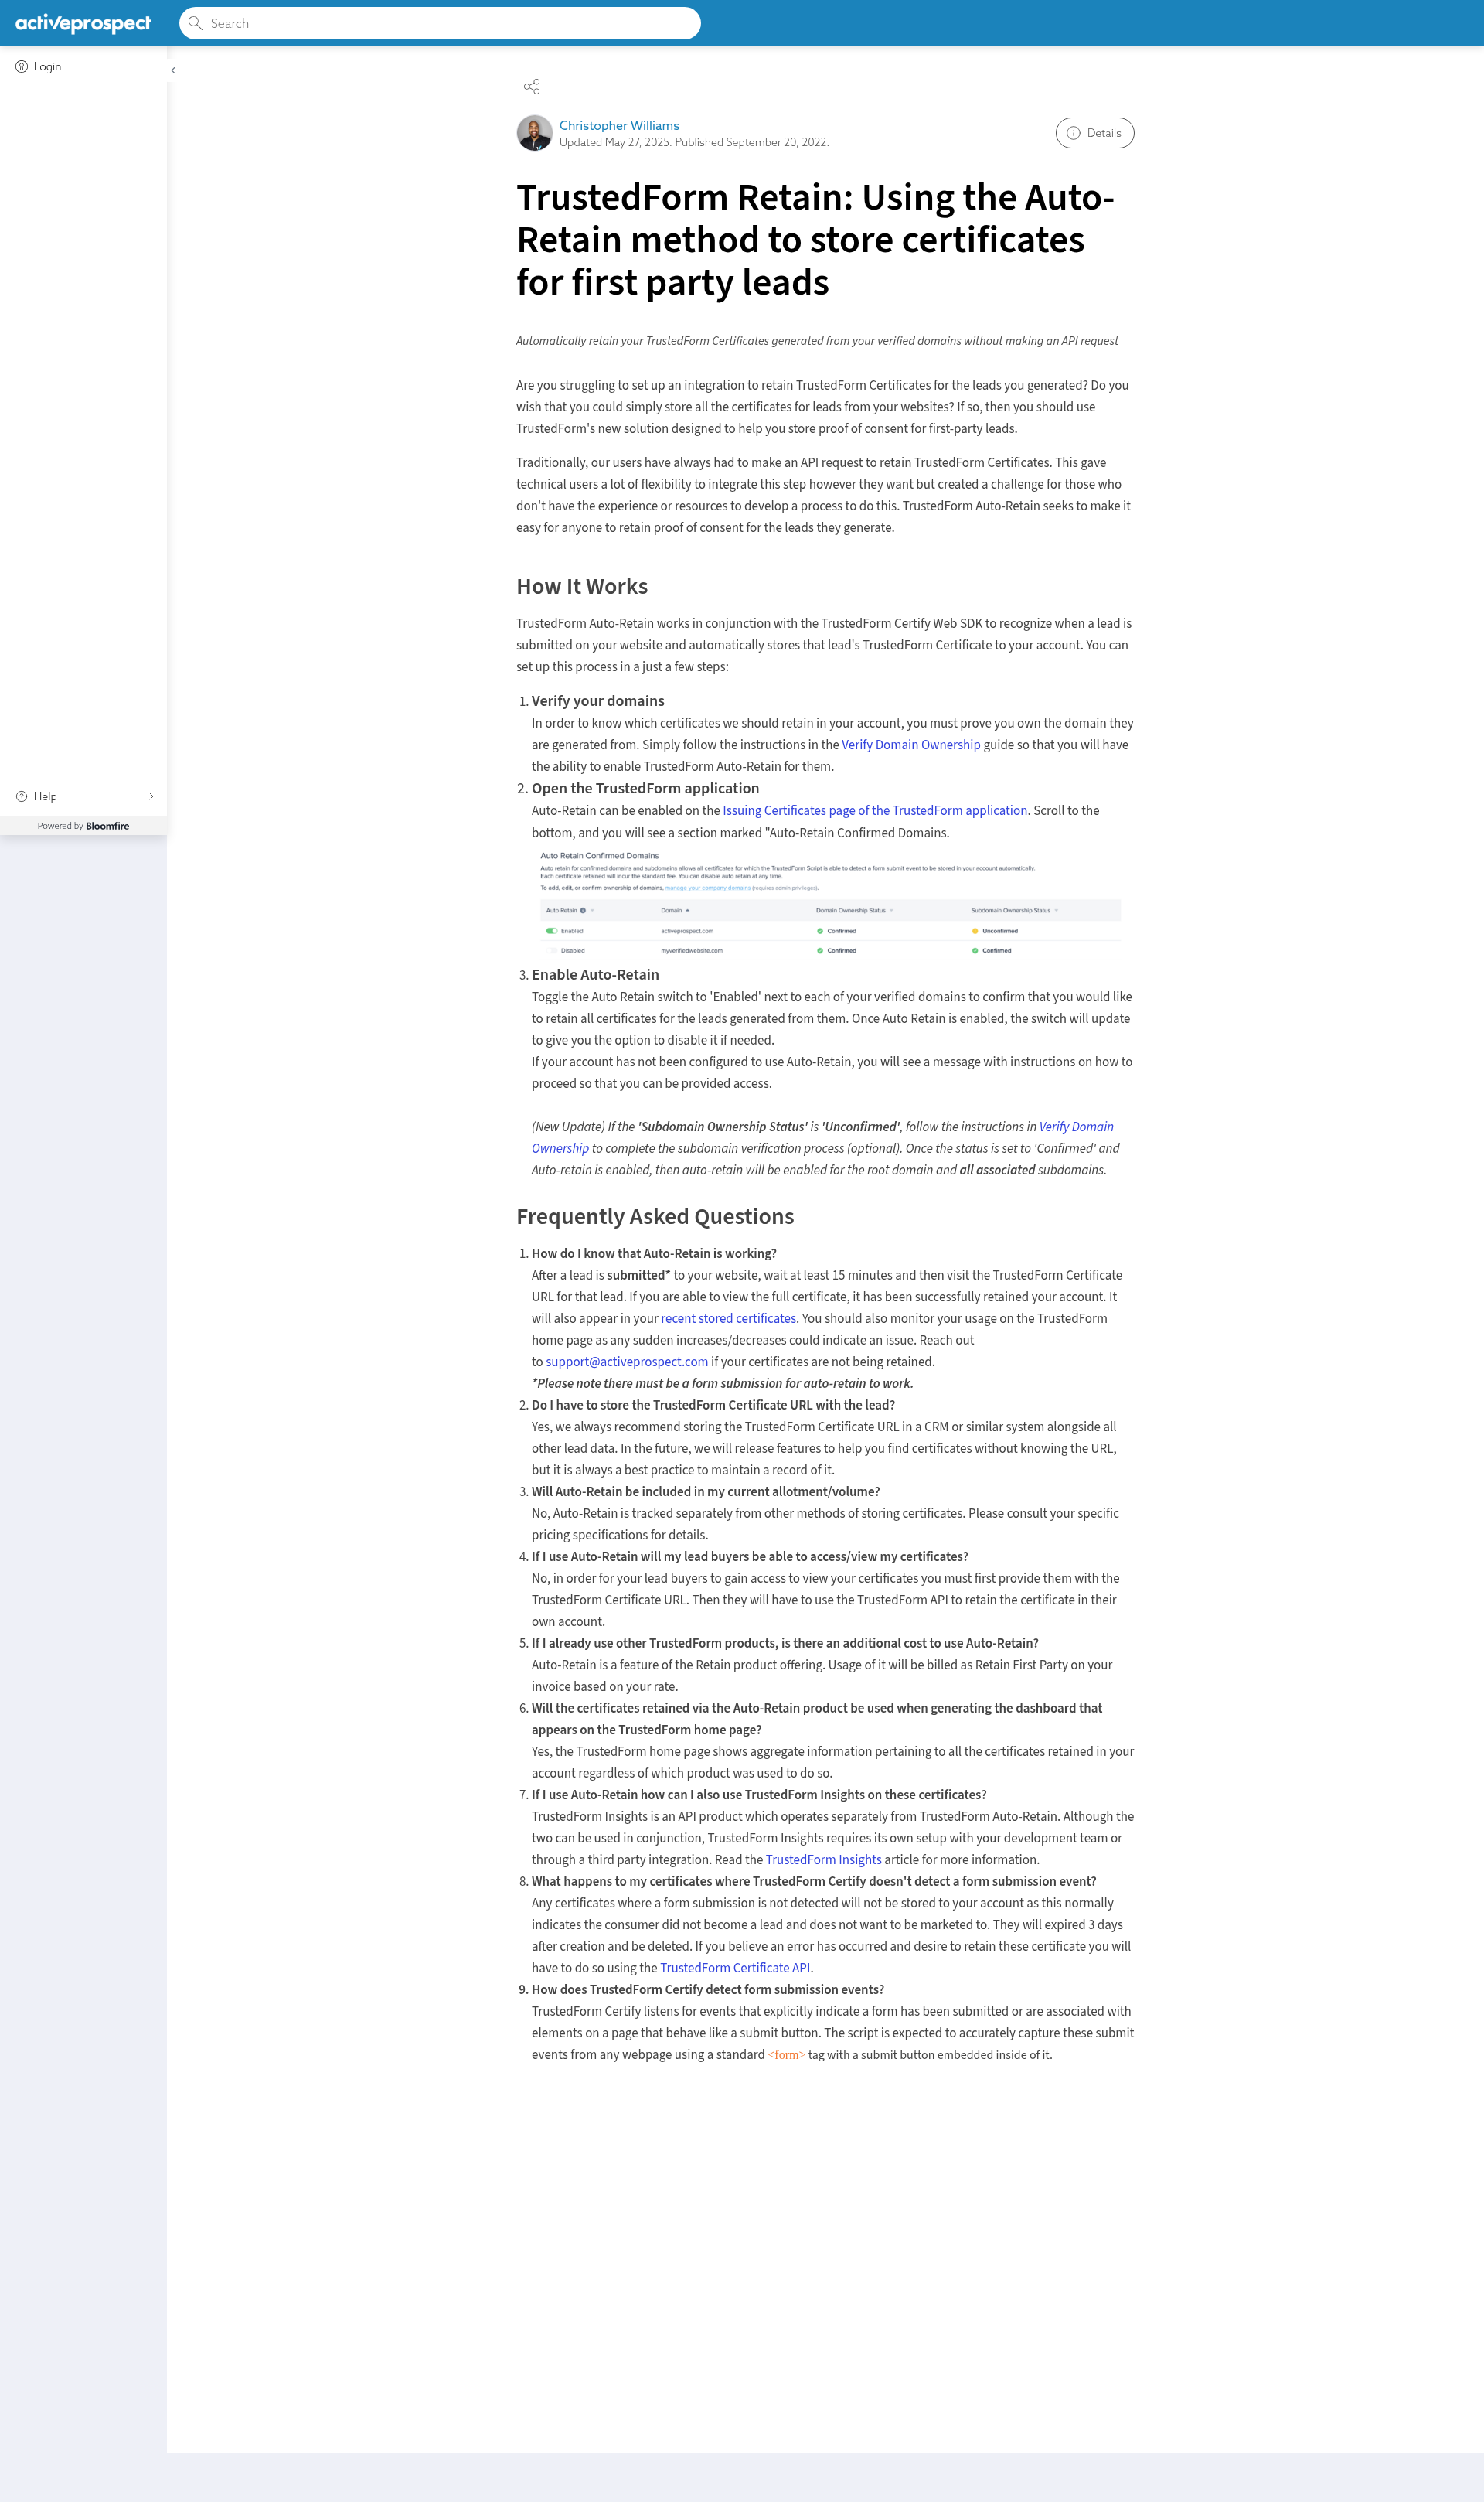 activeprospect
Search
Login
Christopher Williams
Updated May 27, 2025. Published September 20, 2022.
Details
TrustedForm Retain: Using the Auto-
Retain method to store certificates
for first party leads
Automatically retain your TrustedForm Certificates generated from your verified domains without making an API request
Are you struggling to set up an integration to retain TrustedForm Certificates for the leads you generated? Do you
wish that you could simply store all the certificates for leads from your websites? If so, then you should use
TrustedForm's new solution designed to help you store proof of consent for first-party leads.
Traditionally, our users have always had to make an API request to retain TrustedForm Certificates. This gave
technical users a lot of flexibility to integrate this step however they want but created a challenge for those who
don't have the experience or resources to develop a process to do this. TrustedForm Auto-Retain seeks to make it
easy for anyone to retain proof of consent for the leads they generate.
How It Works
TrustedForm Auto-Retain works in conjunction with the TrustedForm Certify Web SDK to recognize when a lead is
submitted on your website and automatically stores that lead's TrustedForm Certificate to your account. You can
set up this process in a just a few steps:
1. Verify your domains
In order to know which certificates we should retain in your account, you must prove you own the domain they
are generated from. Simply follow the instructions in the Verify Domain Ownership guide so that you will have
the ability to enable TrustedForm Auto-Retain for them.
2. Open the TrustedForm application
Help
Auto-Retain can be enabled on the Issuing Certificates page of the TrustedForm application. Scroll to the
Powered by Bloomfire
bottom, and you will see a section marked "Auto-Retain Confirmed Domains.
Auto Retain Confirmed Domains
Auto retain for confirmed domains and subdomains allows all certificates for which the TrustedForm Script is able to detect a form submit event to be stored in your account automatically.
Each certificate retained will incur the standard fee. You can disable auto retain at any time.
To add, edit, or confirm ownership of domains, manage your company domains (requires admin privileges).
Auto Retain Domain Domain Ownership Status Subdomain Ownership Status
Enabled activeprospect.com Confirmed Unconfirmed
Disabled myverifiedwebsite.com Confirmed Confirmed
3. Enable Auto-Retain
Toggle the Auto Retain switch to 'Enabled' next to each of your verified domains to confirm that you would like
to retain all certificates for the leads generated from them. Once Auto Retain is enabled, the switch will update
to give you the option to disable it if needed.
If your account has not been configured to use Auto-Retain, you will see a message with instructions on how to
proceed so that you can be provided access.
(New Update) If the 'Subdomain Ownership Status' is 'Unconfirmed', follow the instructions in Verify Domain
Ownership to complete the subdomain verification process (optional). Once the status is set to 'Confirmed' and
Auto-retain is enabled, then auto-retain will be enabled for the root domain and all associated subdomains.
Frequently Asked Questions
1. How do I know that Auto-Retain is working?
After a lead is submitted* to your website, wait at least 15 minutes and then visit the TrustedForm Certificate
URL for that lead. If you are able to view the full certificate, it has been successfully retained your account. It
will also appear in your recent stored certificates. You should also monitor your usage on the TrustedForm
home page as any sudden increases/decreases could indicate an issue. Reach out
to support@activeprospect.com if your certificates are not being retained.
*Please note there must be a form submission for auto-retain to work.
2. Do I have to store the TrustedForm Certificate URL with the lead?
Yes, we always recommend storing the TrustedForm Certificate URL in a CRM or similar system alongside all
other lead data. In the future, we will release features to help you find certificates without knowing the URL,
but it is always a best practice to maintain a record of it.
3. Will Auto-Retain be included in my current allotment/volume?
No, Auto-Retain is tracked separately from other methods of storing certificates. Please consult your specific
pricing specifications for details.
4. If I use Auto-Retain will my lead buyers be able to access/view my certificates?
No, in order for your lead buyers to gain access to view your certificates you must first provide them with the
TrustedForm Certificate URL. Then they will have to use the TrustedForm API to retain the certificate in their
own account.
5. If I already use other TrustedForm products, is there an additional cost to use Auto-Retain?
Auto-Retain is a feature of the Retain product offering. Usage of it will be billed as Retain First Party on your
invoice based on your rate.
6. Will the certificates retained via the Auto-Retain product be used when generating the dashboard that
appears on the TrustedForm home page?
Yes, the TrustedForm home page shows aggregate information pertaining to all the certificates retained in your
account regardless of which product was used to do so.
7. If I use Auto-Retain how can I also use TrustedForm Insights on these certificates?
TrustedForm Insights is an API product which operates separately from TrustedForm Auto-Retain. Although the
two can be used in conjunction, TrustedForm Insights requires its own setup with your development team or
through a third party integration. Read the TrustedForm Insights article for more information.
8. What happens to my certificates where TrustedForm Certify doesn't detect a form submission event?
Any certificates where a form submission is not detected will not be stored to your account as this normally
indicates the consumer did not become a lead and does not want to be marketed to. They will expired 3 days
after creation and be deleted. If you believe an error has occurred and desire to retain these certificate you will
have to do so using the TrustedForm Certificate API.
9. How does TrustedForm Certify detect form submission events?
TrustedForm Certify listens for events that explicitly indicate a form has been submitted or are associated with
elements on a page that behave like a submit button. The script is expected to accurately capture these submit
events from any webpage using a standard <form> tag with a submit button embedded inside of it.